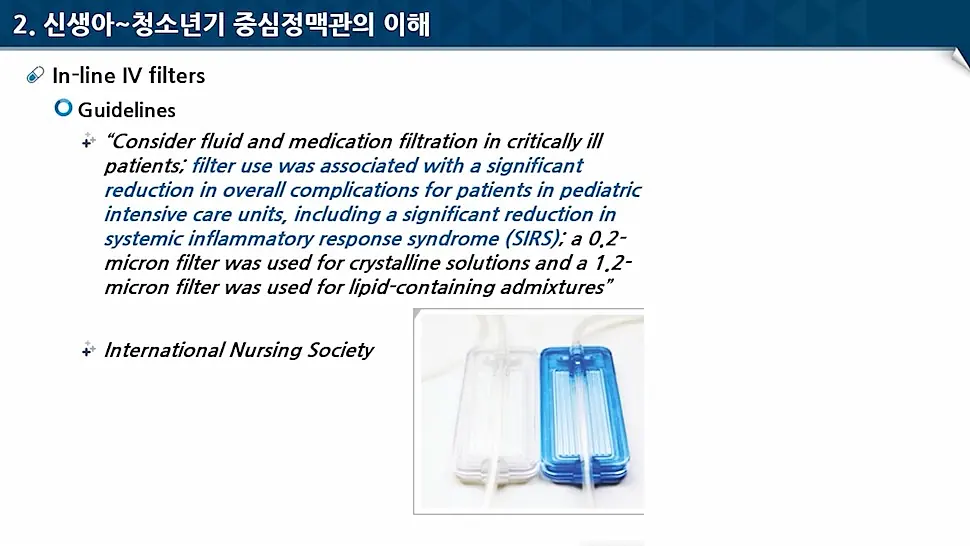 2. 신생아~청소년기 중심정맥관의 이해
In-line IV filters
Guidelines
“Consider fluid and medication filtration in critically ill
patients; filter use was associated with a significant
reduction in overall complications for patients in pediatric
intensive care units, including a significant reduction in
systemic inflammatory response syndrome (SIRS); a 0.2-
micron filter was used for crystalline solutions and a 1.2-
micron filter was used for lipid-containing admixtures”
International Nursing Society